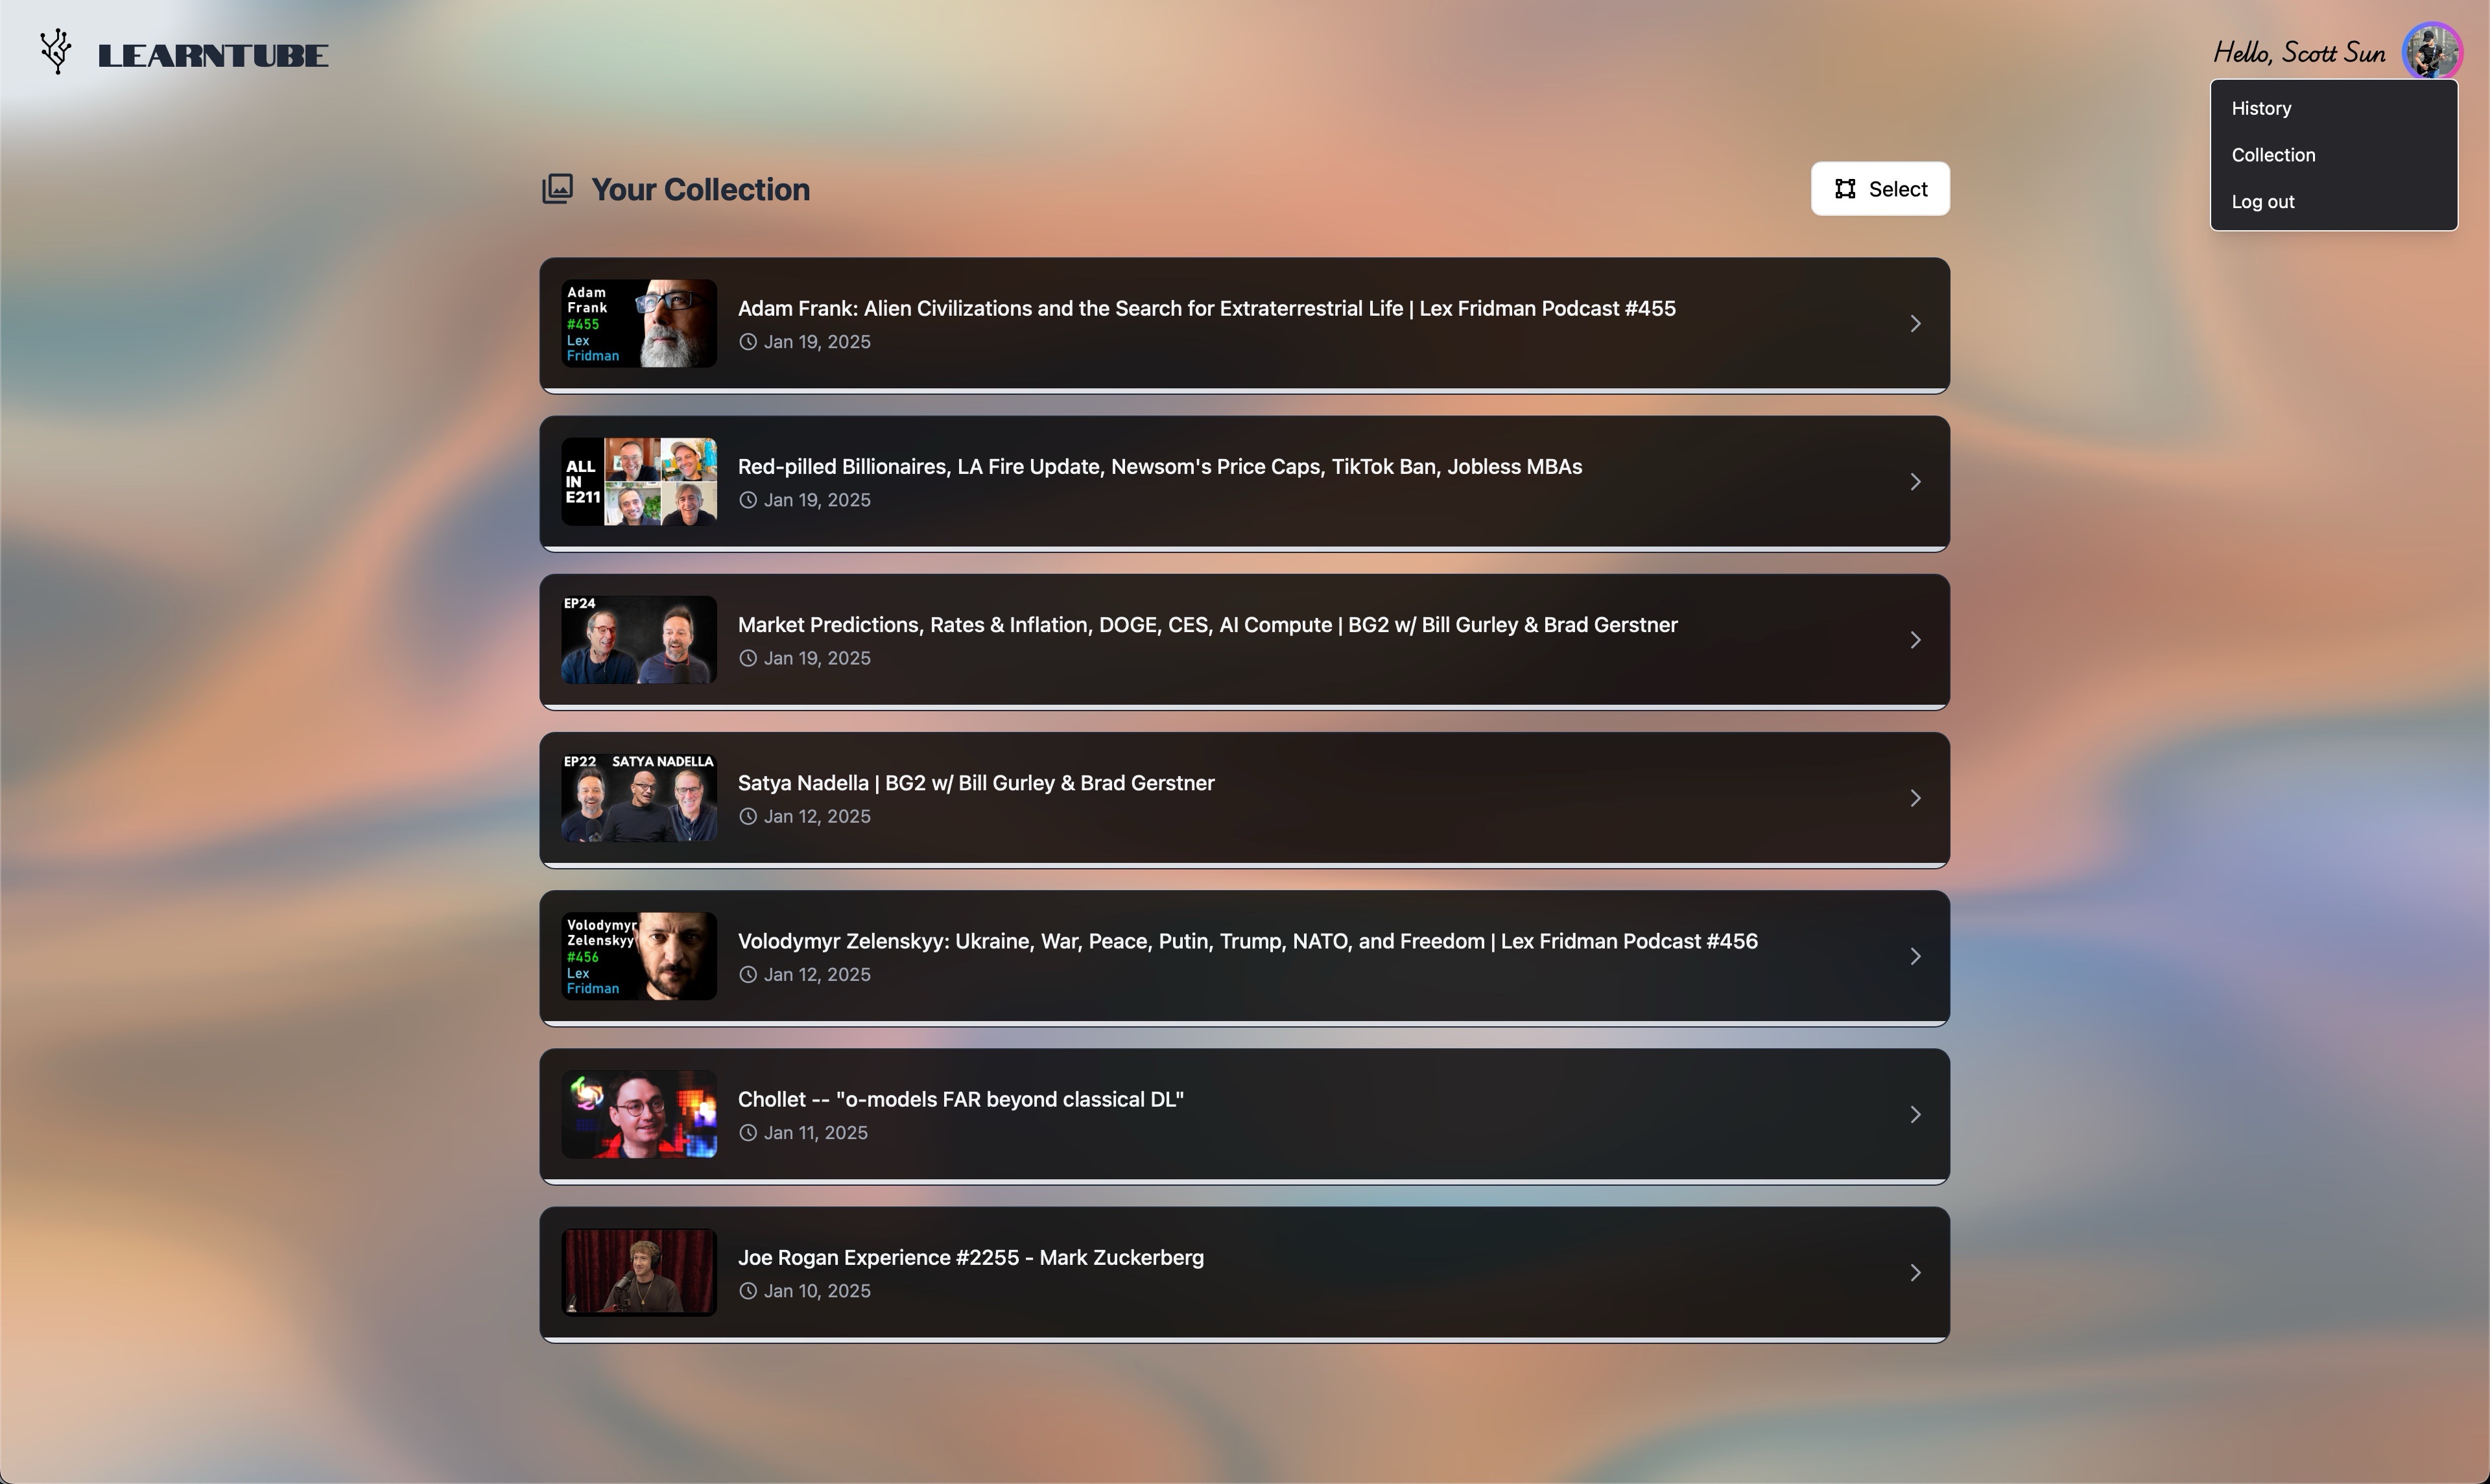 LEARNTUBE
Hello, Scott Sun
History
Collection
Log out
Your Collection
Select
Adam
Frank
#455
Lex
Fridman
Adam Frank: Alien Civilizations and the Search for Extraterrestrial Life | Lex Fridman Podcast #455
Jan 19, 2025
ALL
IN
E211
Red-pilled Billionaires, LA Fire Update, Newsom's Price Caps, TikTok Ban, Jobless MBAs
Jan 19, 2025
EP24
Market Predictions, Rates & Inflation, DOGE, CES, AI Compute | BG2 w/ Bill Gurley & Brad Gerstner
Jan 19, 2025
EP22 SATYA NADELLA
Satya Nadella | BG2 w/ Bill Gurley & Brad Gerstner
Jan 12, 2025
Volodymyr
Zelenskyy
#456
Lex
Fridman
Volodymyr Zelenskyy: Ukraine, War, Peace, Putin, Trump, NATO, and Freedom | Lex Fridman Podcast #456
Jan 12, 2025
Chollet -- "o-models FAR beyond classical DL"
Jan 11, 2025
Joe Rogan Experience #2255 - Mark Zuckerberg
Jan 10, 2025